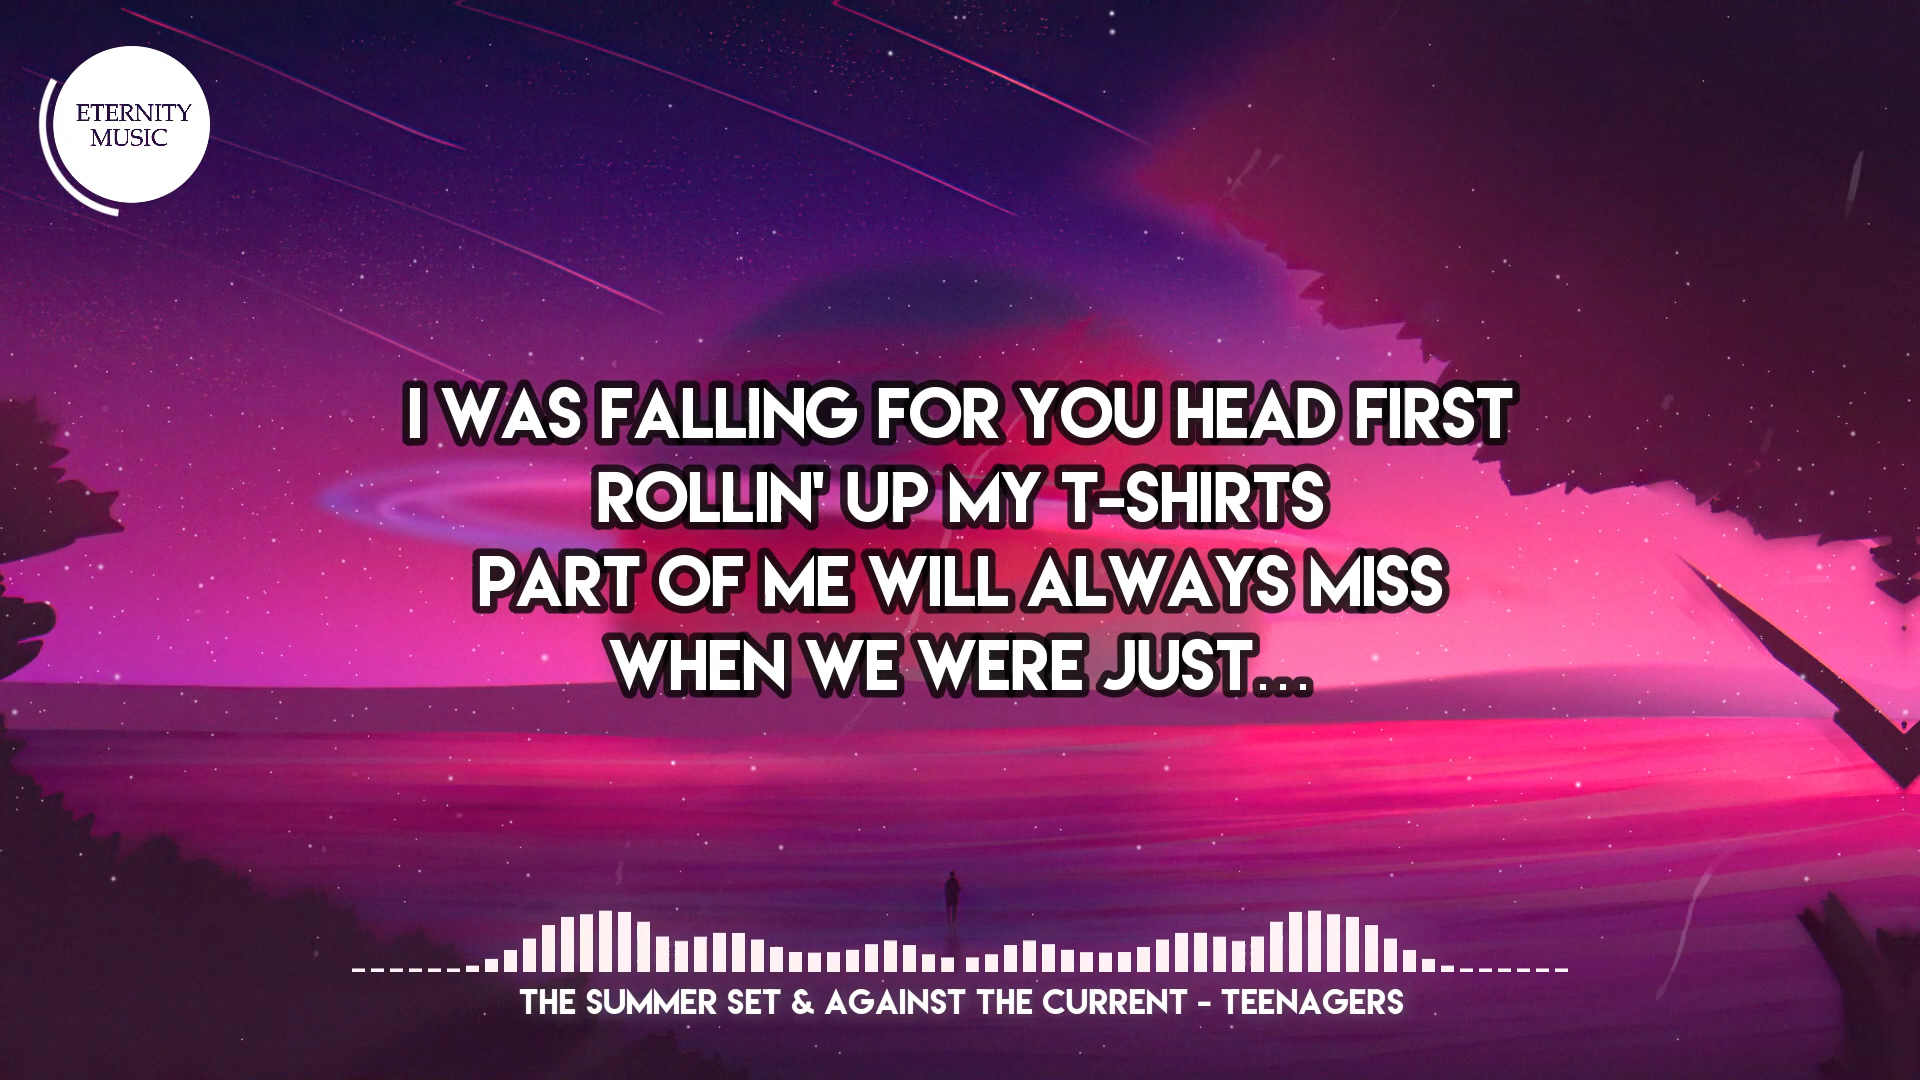 ETERNITY
MUSIC
I WAS FALLING FOR YOU HEAD FIRST
ROLLIN' UP MY T-SHIRTS
PART OF ME WILL ALWAYS MISS
WHEN WE WERE JUST...
THE SUMMER SET & AGAINST THE CURRENT - TEENAGERS